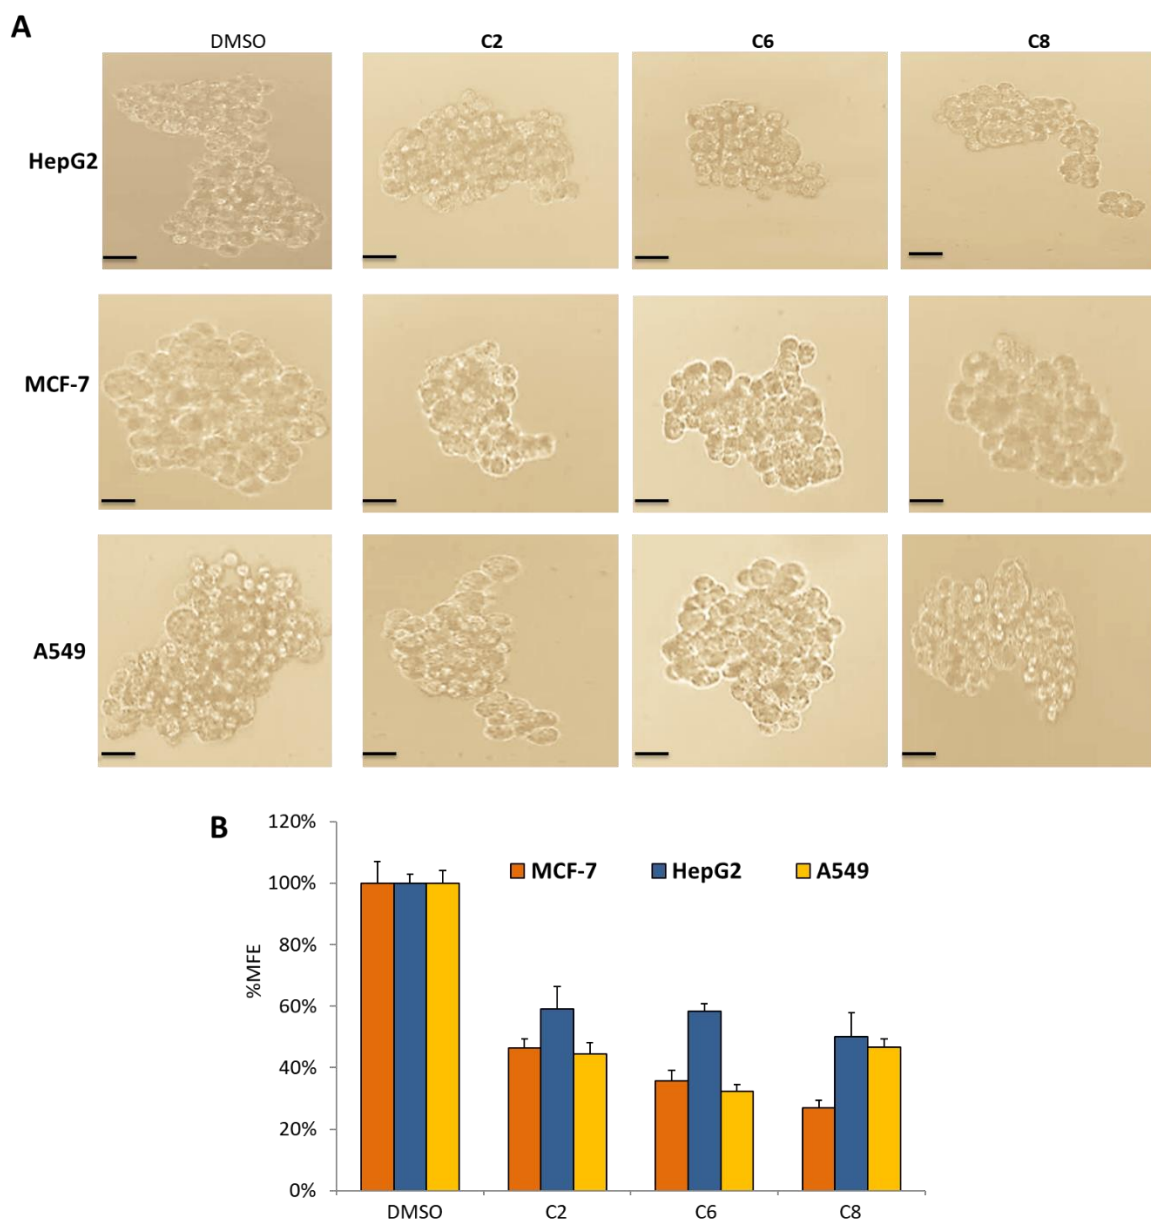 A
DMSO C2 C6 C8
HepG2
MCF-7
A549
B
120%
MCF-7 HepG2 A549
100%
80%
%MFE
60%
40%
20%
0%
DMSO C2 C6 C8